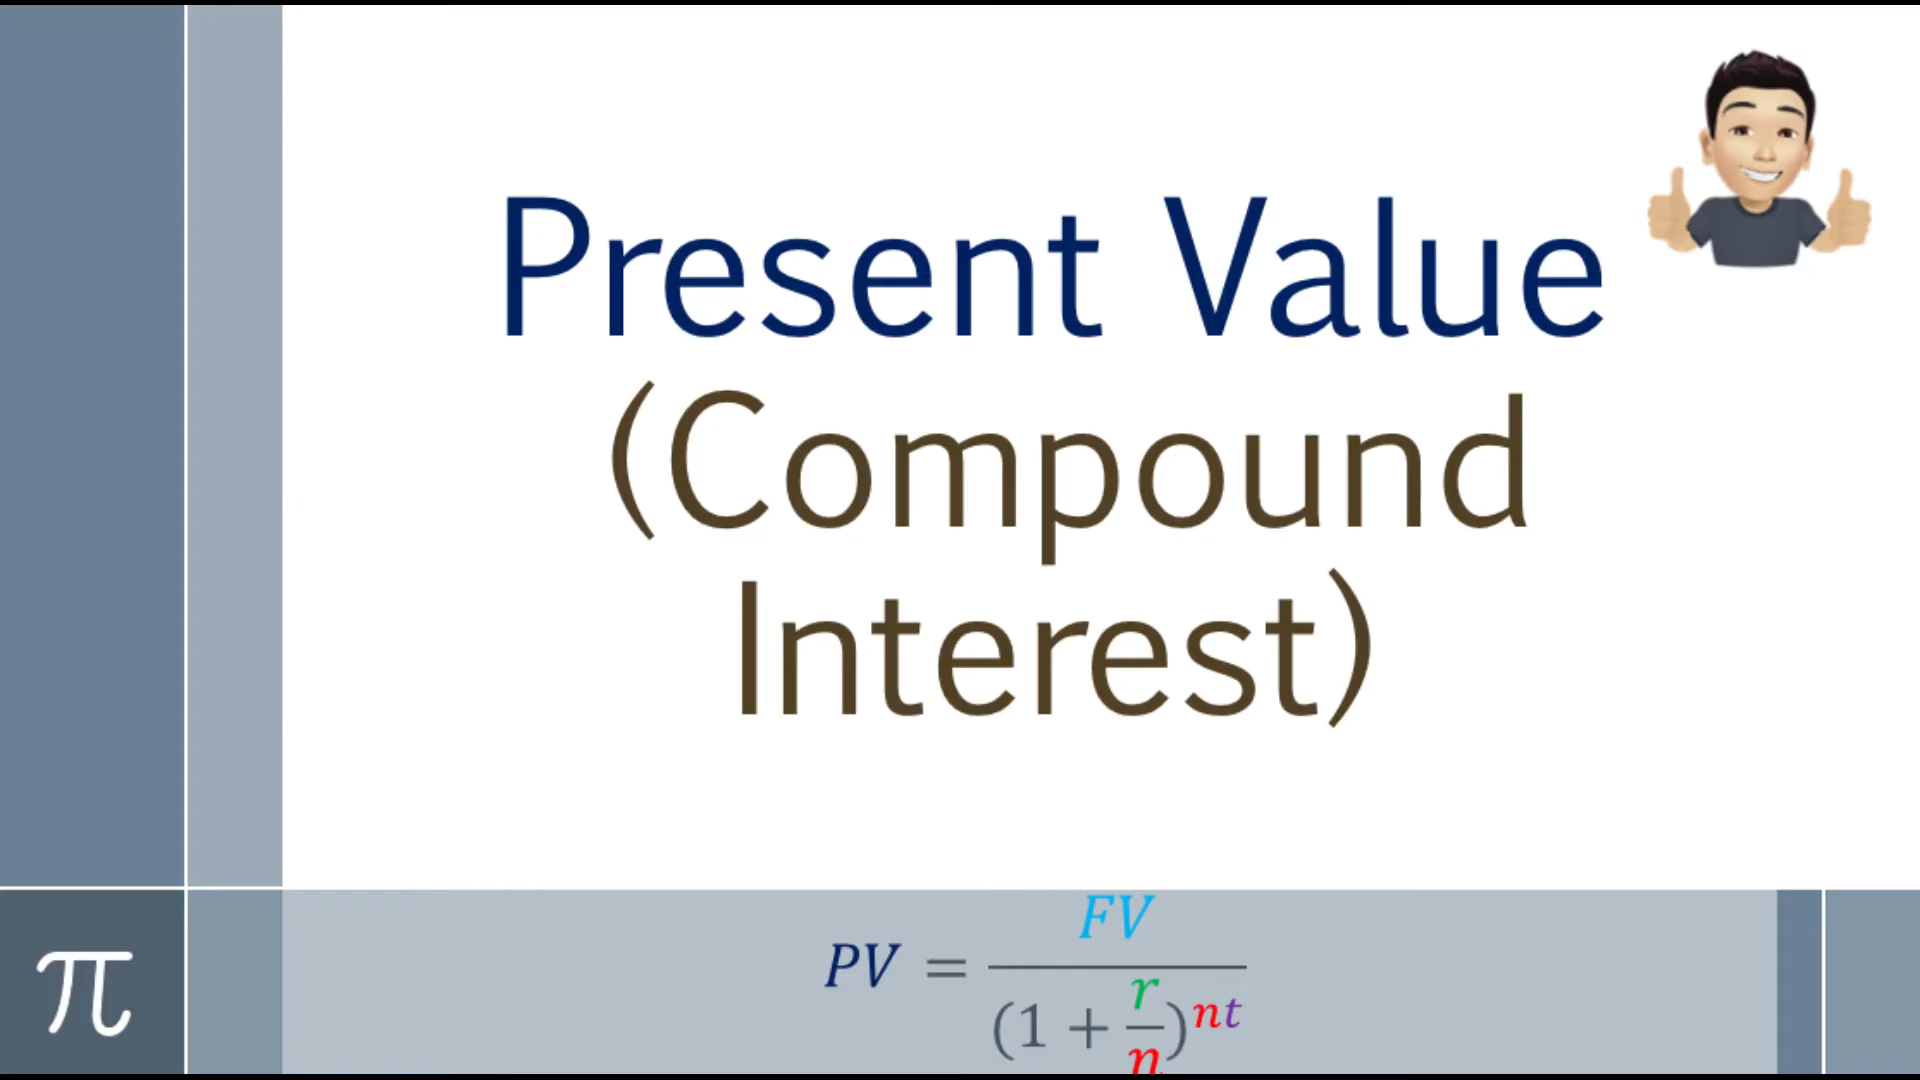 Present Value
(Compound
Interest)
π
PV = FV / (1 + r/n)^nt